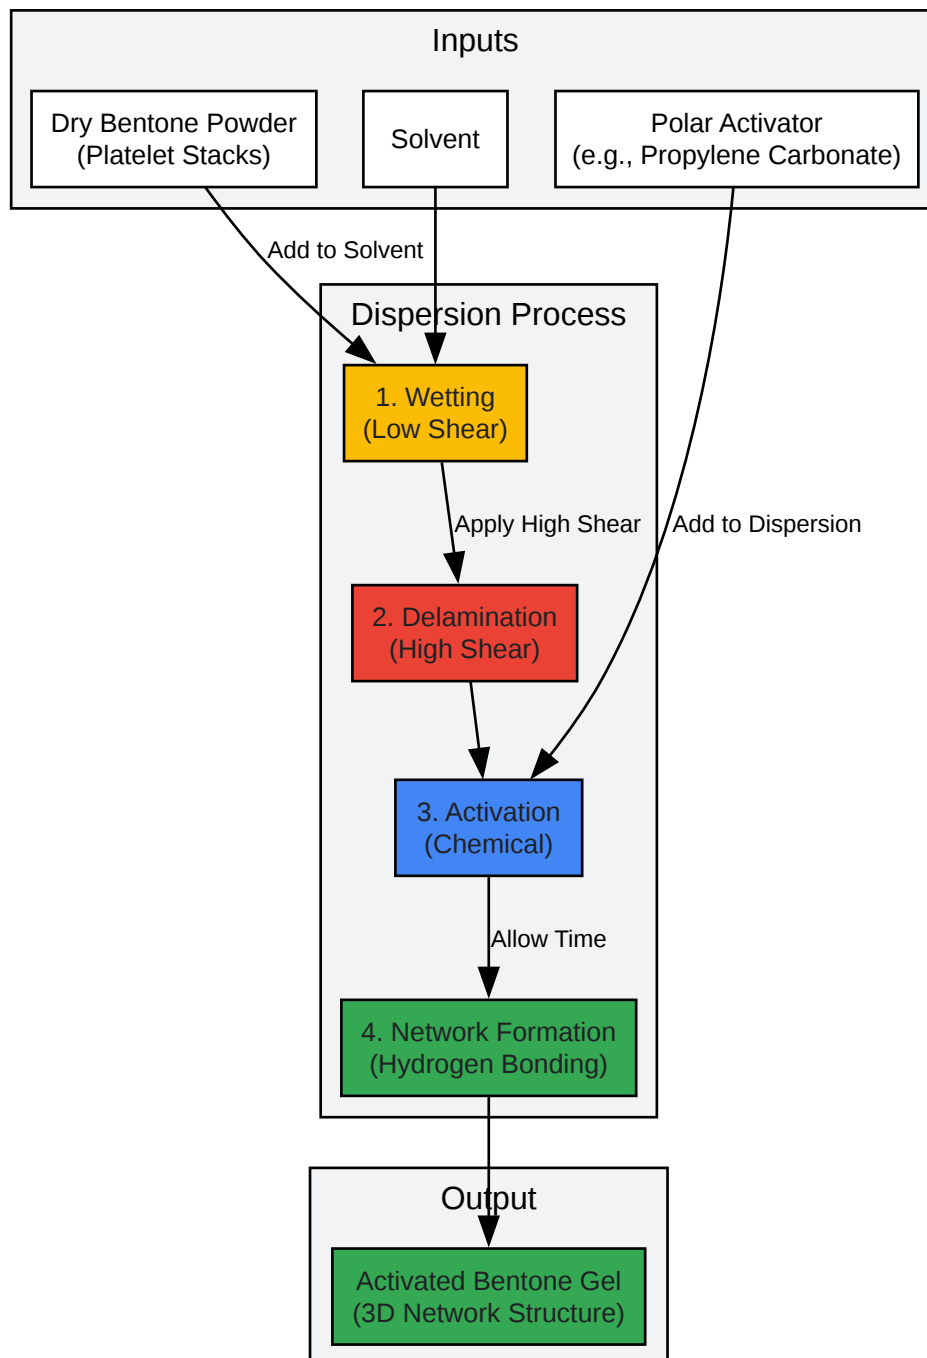 Inputs
Dry Bentone Powder
(Platelet Stacks)
Solvent
Polar Activator
(e.g., Propylene Carbonate)
Add to Solvent
Dispersion Process
1. Wetting
(Low Shear)
Apply High Shear
Add to Dispersion
2. Delamination
(High Shear)
3. Activation
(Chemical)
Allow Time
4. Network Formation
(Hydrogen Bonding)
Output
Activated Bentone Gel
(3D Network Structure)